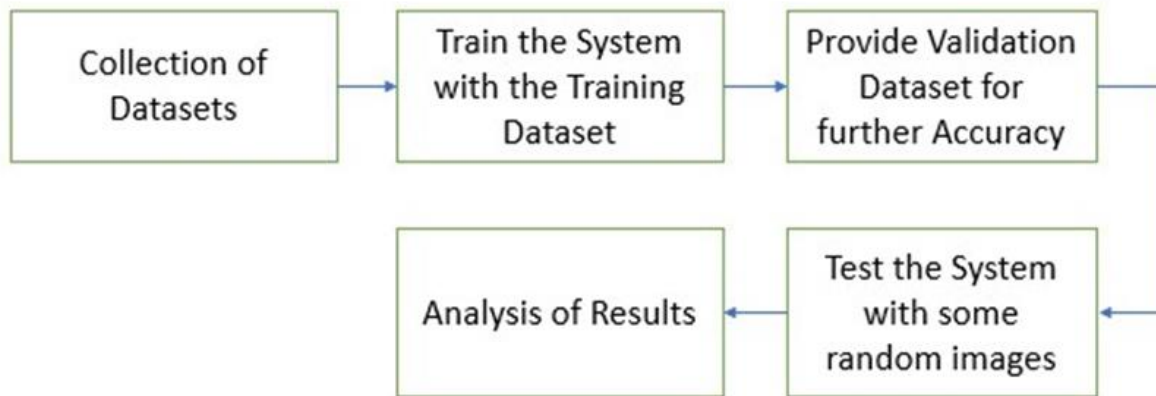 Collection of
Datasets
Train the System
with the Training
Dataset
Provide Validation
Dataset for
further Accuracy
Test the System
with some
random images
Analysis of Results